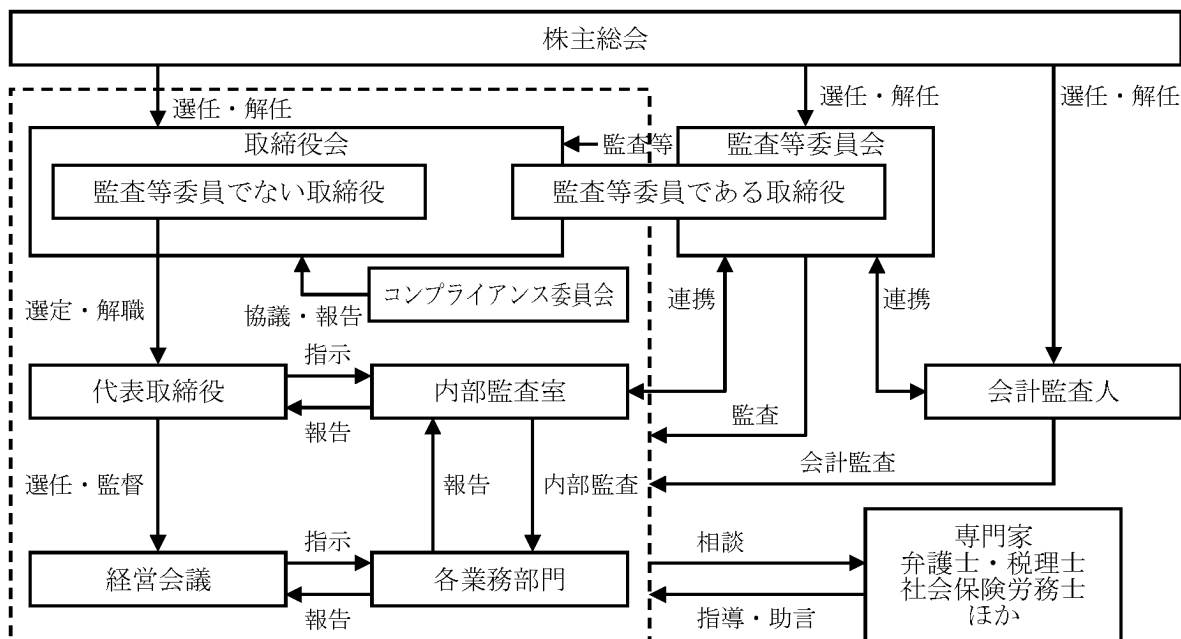 株主総会
選任・解任
選任・解任
選任・解任
取締役会
監査等
監査等委員会
監査等委員でない取締役
監査等委員である取締役
コンプライアンス委員会
選定・解職
協議・報告
連携
連携
指示
代表取締役
内部監査室
会計監査人
報告
監査
選任・監督
報告
内部監査
会計監査
指示
相談
専門家
弁護士・税理士
社会保険労務士
ほか
経営会議
各業務部門
報告
指導・助言